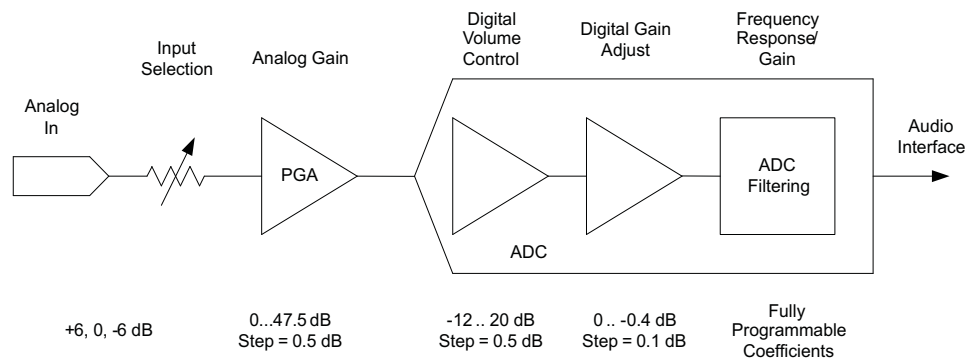 Analog
In
Input
Selection
Analog Gain
Digital
Volume
Control
Digital Gain
Adjust
Frequency
Response/
Gain
Audio
Interface
PGA
ADC
ADC
Filtering
+6, 0, -6 dB
0...47.5 dB
Step = 0.5 dB
-12 .. 20 dB
Step = 0.5 dB
0 .. -0.4 dB
Step = 0.1 dB
Fully
Programmable
Coefficients